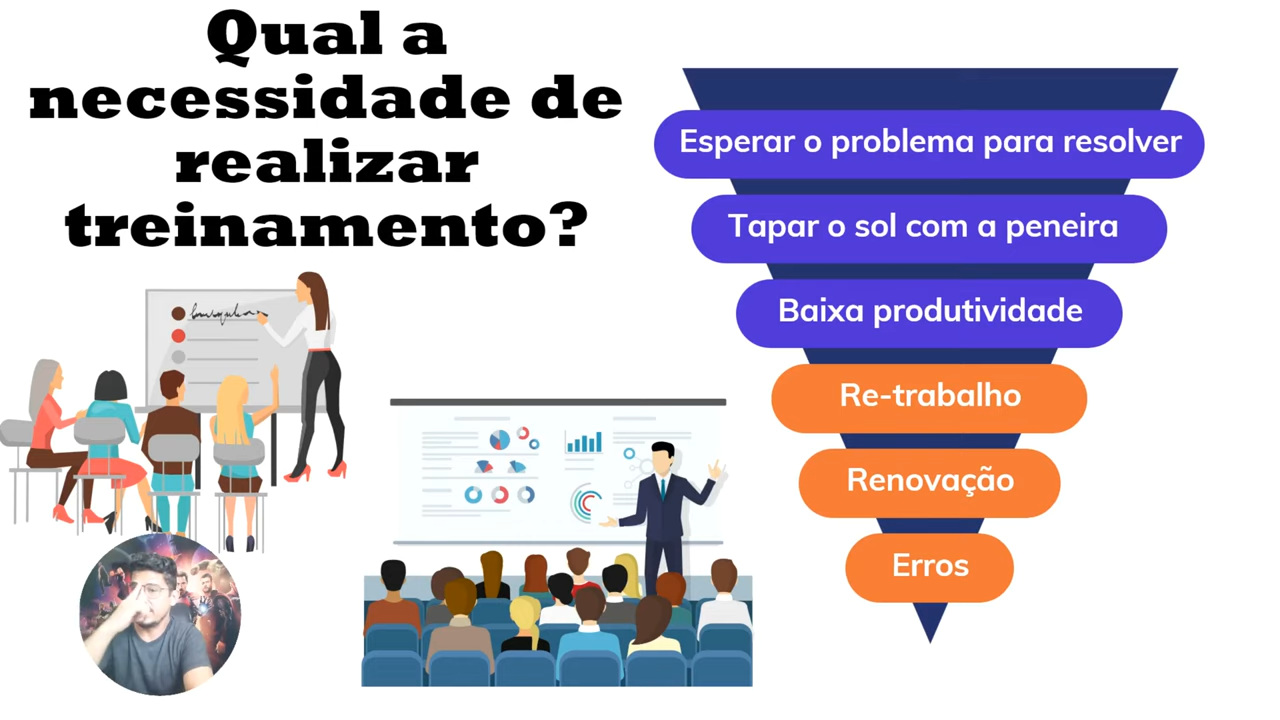 Qual a
necessidade de
realizar
treinamento?
Esperar o problema para resolver
Tapar o sol com a peneira
Baixa produtividade
Re-trabalho
Renovação
Erros